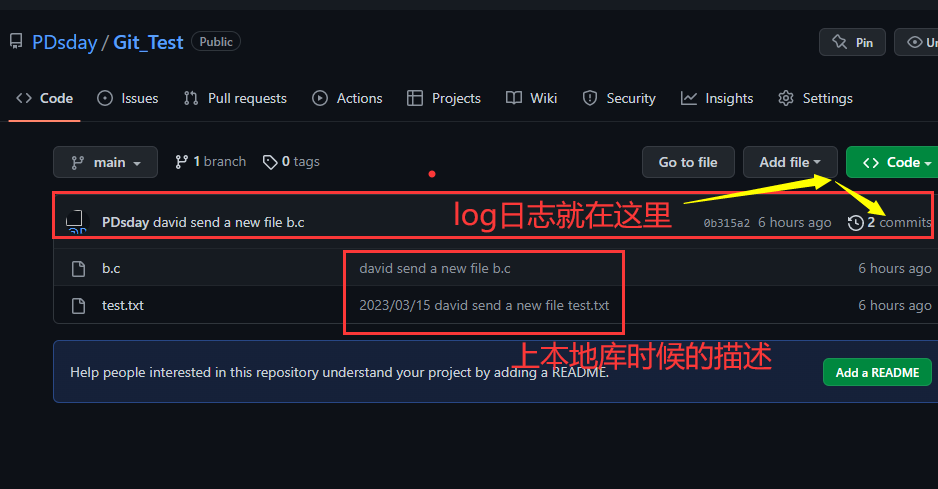 PDsday / Git_Test Public
Pin
Code Issues Pull requests Actions Projects Wiki Security Insights Settings
main 1 branch 0 tags Go to file Add file Code
PDsday david send a new file b.c log日志就在这里 0b315a2 6 hours ago 2 commits
b.c david send a new file b.c 6 hours ago
test.txt 2023/03/15 david send a new file test.txt 6 hours ago
上本地库时候的描述
Help people interested in this repository understand your project by adding a README. Add a README